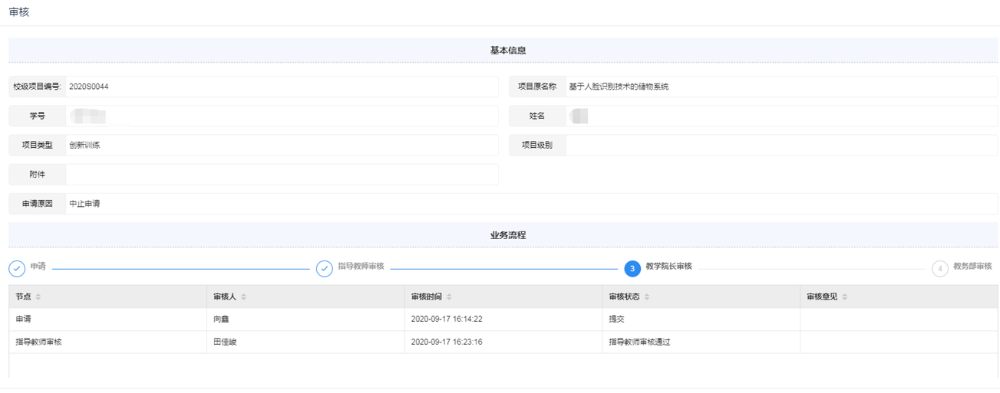 审核
基本信息
校级项目编号: 2020S0044 项目原名称 基于人脸识别技术的储物系统
学号 姓名
项目类型 创新训练 项目级别
附件
申请原因 中止申请
业务流程
申请 指导教师审核 3 教学院长审核 4 教务部审核
节点 审核人 审核时间 审核状态 审核意见
申请 向鑫 2020-09-17 16:14:22 提交
指导教师审核 田佳峻 2020-09-17 16:23:16 指导教师审核通过